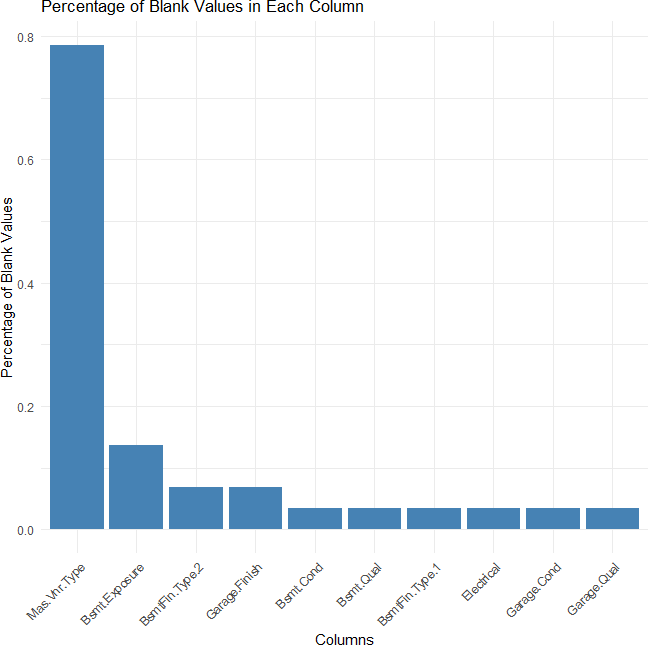 Percentage of Blank Values in Each Column
Percentage of Blank Values
0.8
0.6
0.4
0.2
0.0
Mas.Vnr.Type
Bsmt.Exposure
BsmtFin.Type.2
Garage.Finish
Bsmt.Cond
Bsmt.Qual
BsmtFin.Type.1
Electrical
Garage.Cond
Garage.Qual
Columns